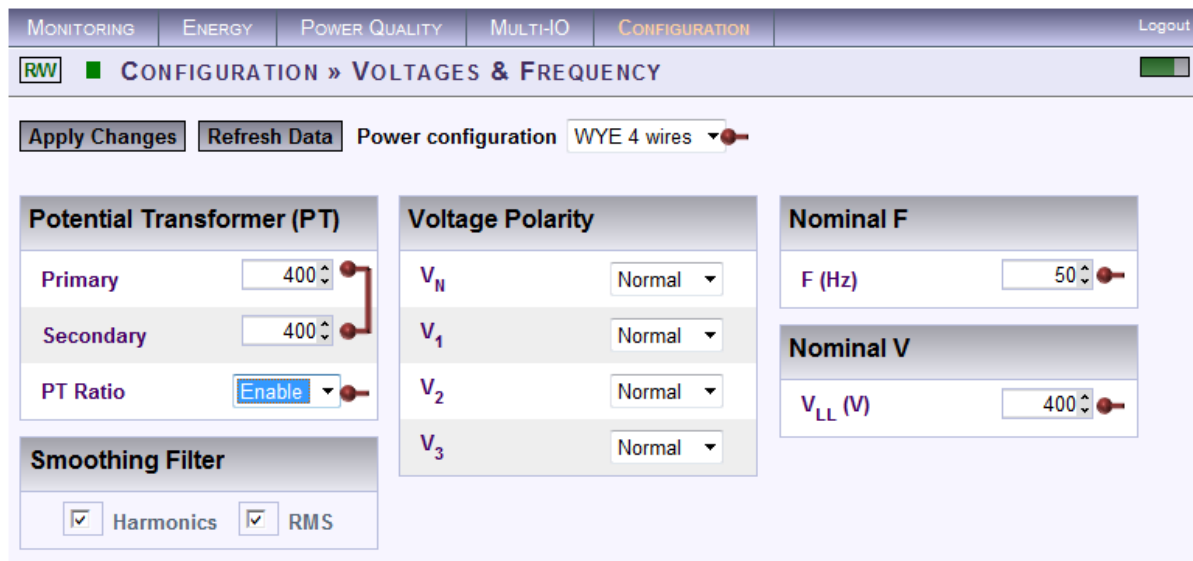 MONITORING ENERGY POWER QUALITY MULTI-IO CONFIGURATION Logout
R/W CONFIGURATION » VOLTAGES & FREQUENCY
Apply Changes Refresh Data Power configuration WYE 4 wires
Potential Transformer (PT)
Primary 400
Secondary 400
PT Ratio Enable
Smoothing Filter
Harmonics RMS
Voltage Polarity
VN Normal
V1 Normal
V2 Normal
V3 Normal
Nominal F
F (Hz) 50
Nominal V
VLL (V) 400